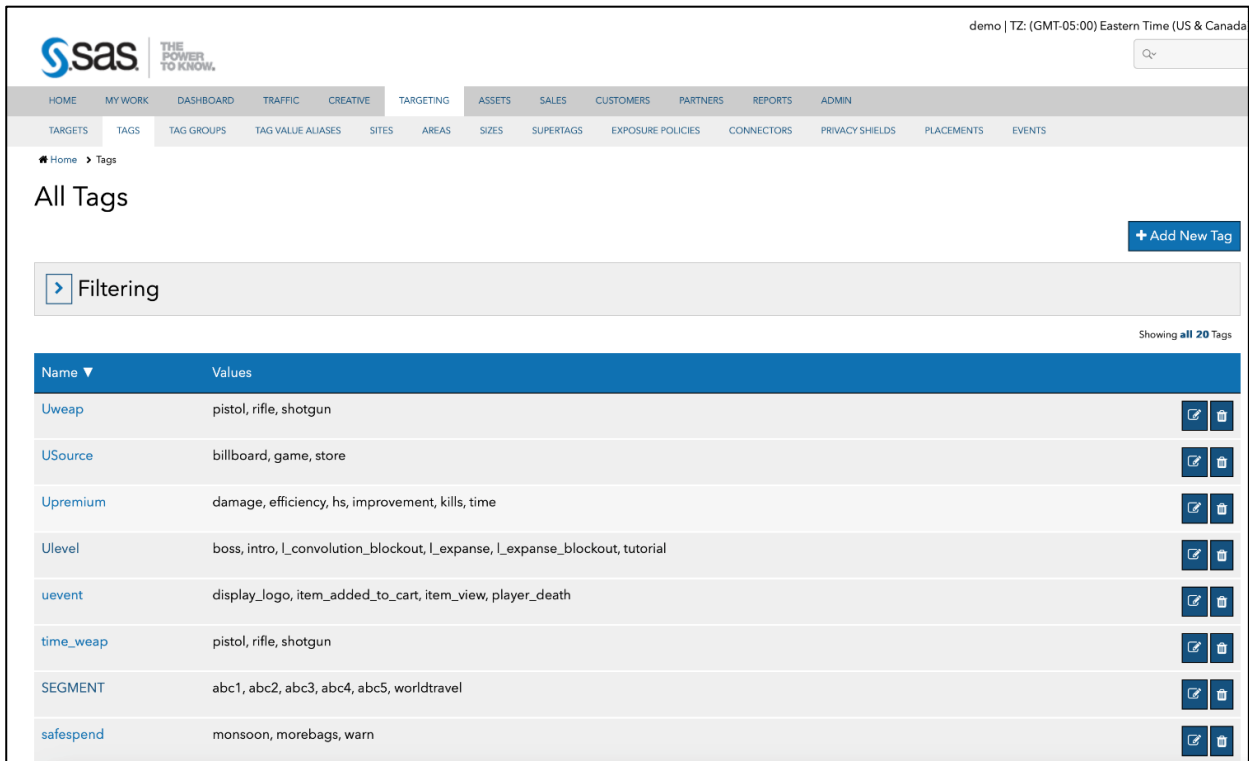 demo | TZ: (GMT-05:00) Eastern Time (US & Canada
sas THE POWER TO KNOW.
HOME MY WORK DASHBOARD TRAFFIC CREATIVE TARGETING ASSETS SALES CUSTOMERS PARTNERS REPORTS ADMIN
TARGETS TAGS TAG GROUPS TAG VALUE ALIASES SITES AREAS SIZES SUPERTAGS EXPOSURE POLICIES CONNECTORS PRIVACY SHIELDS PLACEMENTS EVENTS
Home > Tags
All Tags
+ Add New Tag
> Filtering
Showing all 20 Tags
Name ▼ Values
Uweap pistol, rifle, shotgun
USource billboard, game, store
Upremium damage, efficiency, hs, improvement, kills, time
Ulevel boss, intro, l_convolution_blockout, l_expanse, l_expanse_blockout, tutorial
uevent display_logo, item_added_to_cart, item_view, player_death
time_weap pistol, rifle, shotgun
SEGMENT abc1, abc2, abc3, abc4, abc5, worldtravel
safespend monsoon, morebags, warn